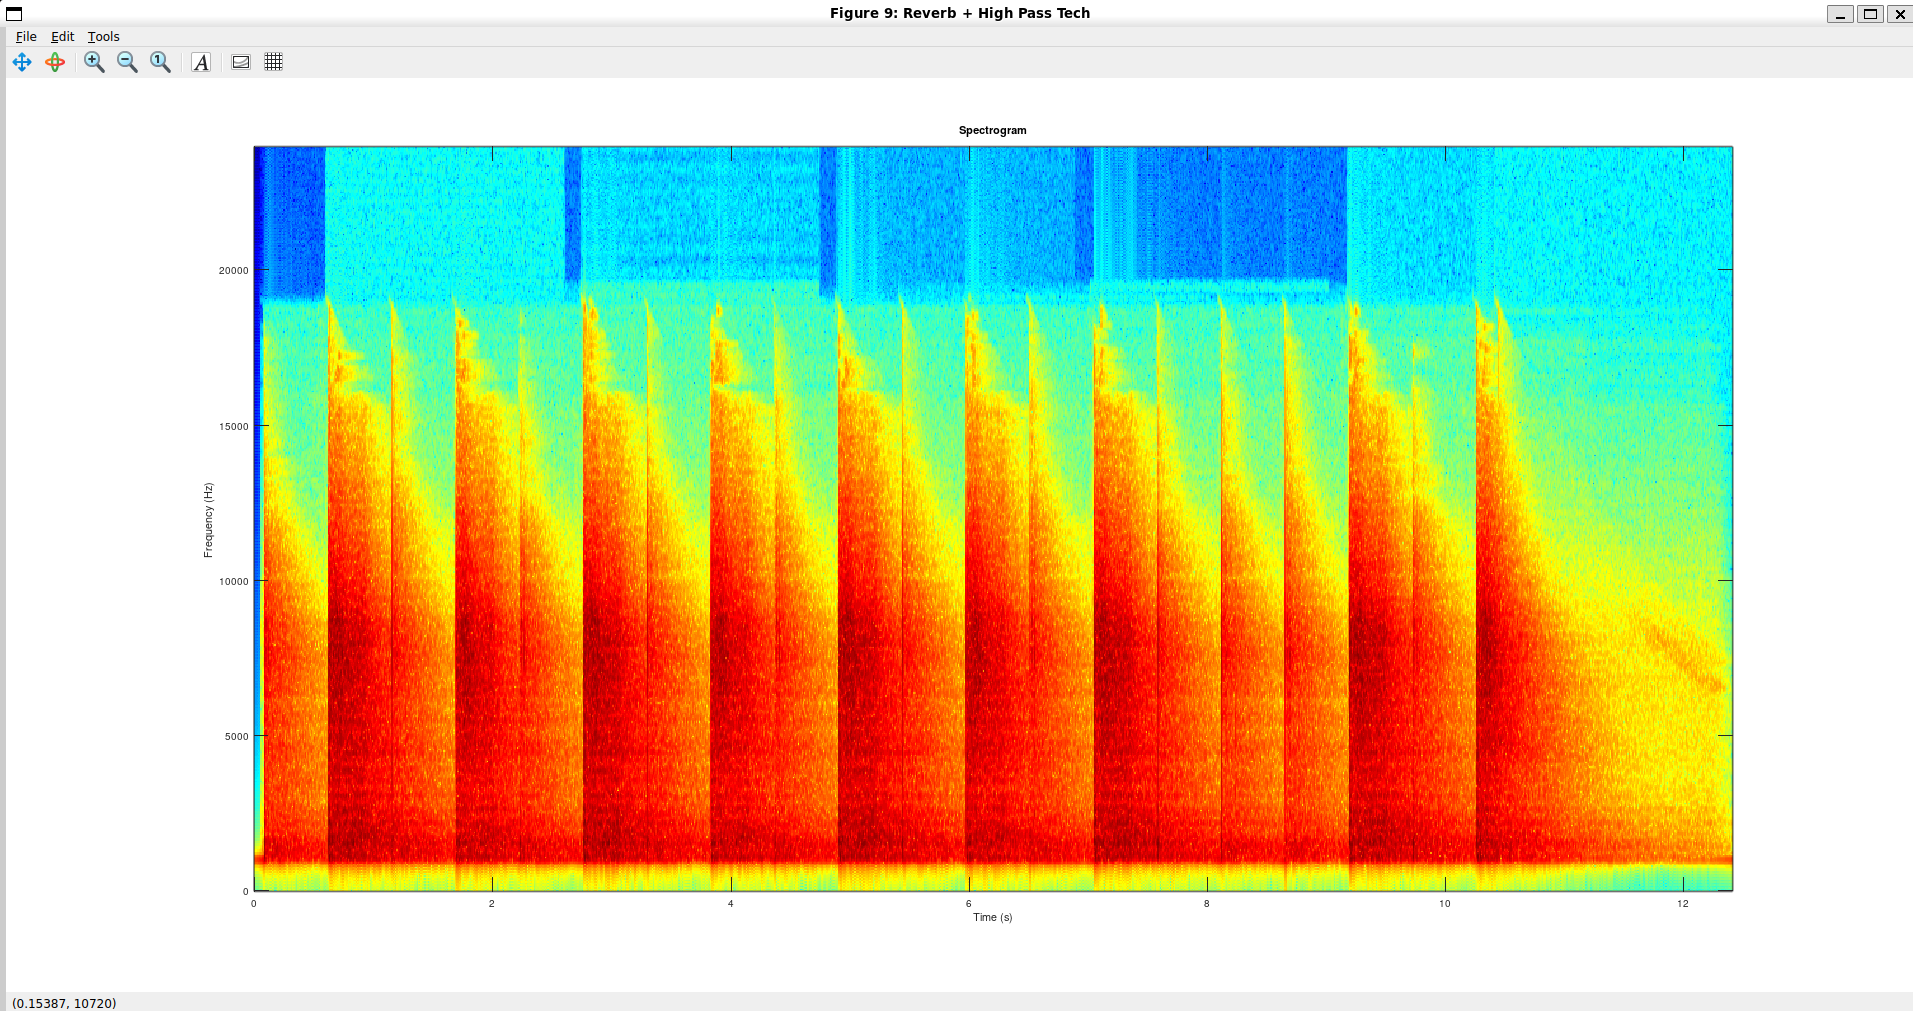 Figure 9: Reverb + High Pass Tech
File Edit Tools
A
Spectrogram
20000
15000
10000
5000
0
Frequency (Hz)
0 2 4 6 8 10 12
Time (s)
(0.15387, 10720)